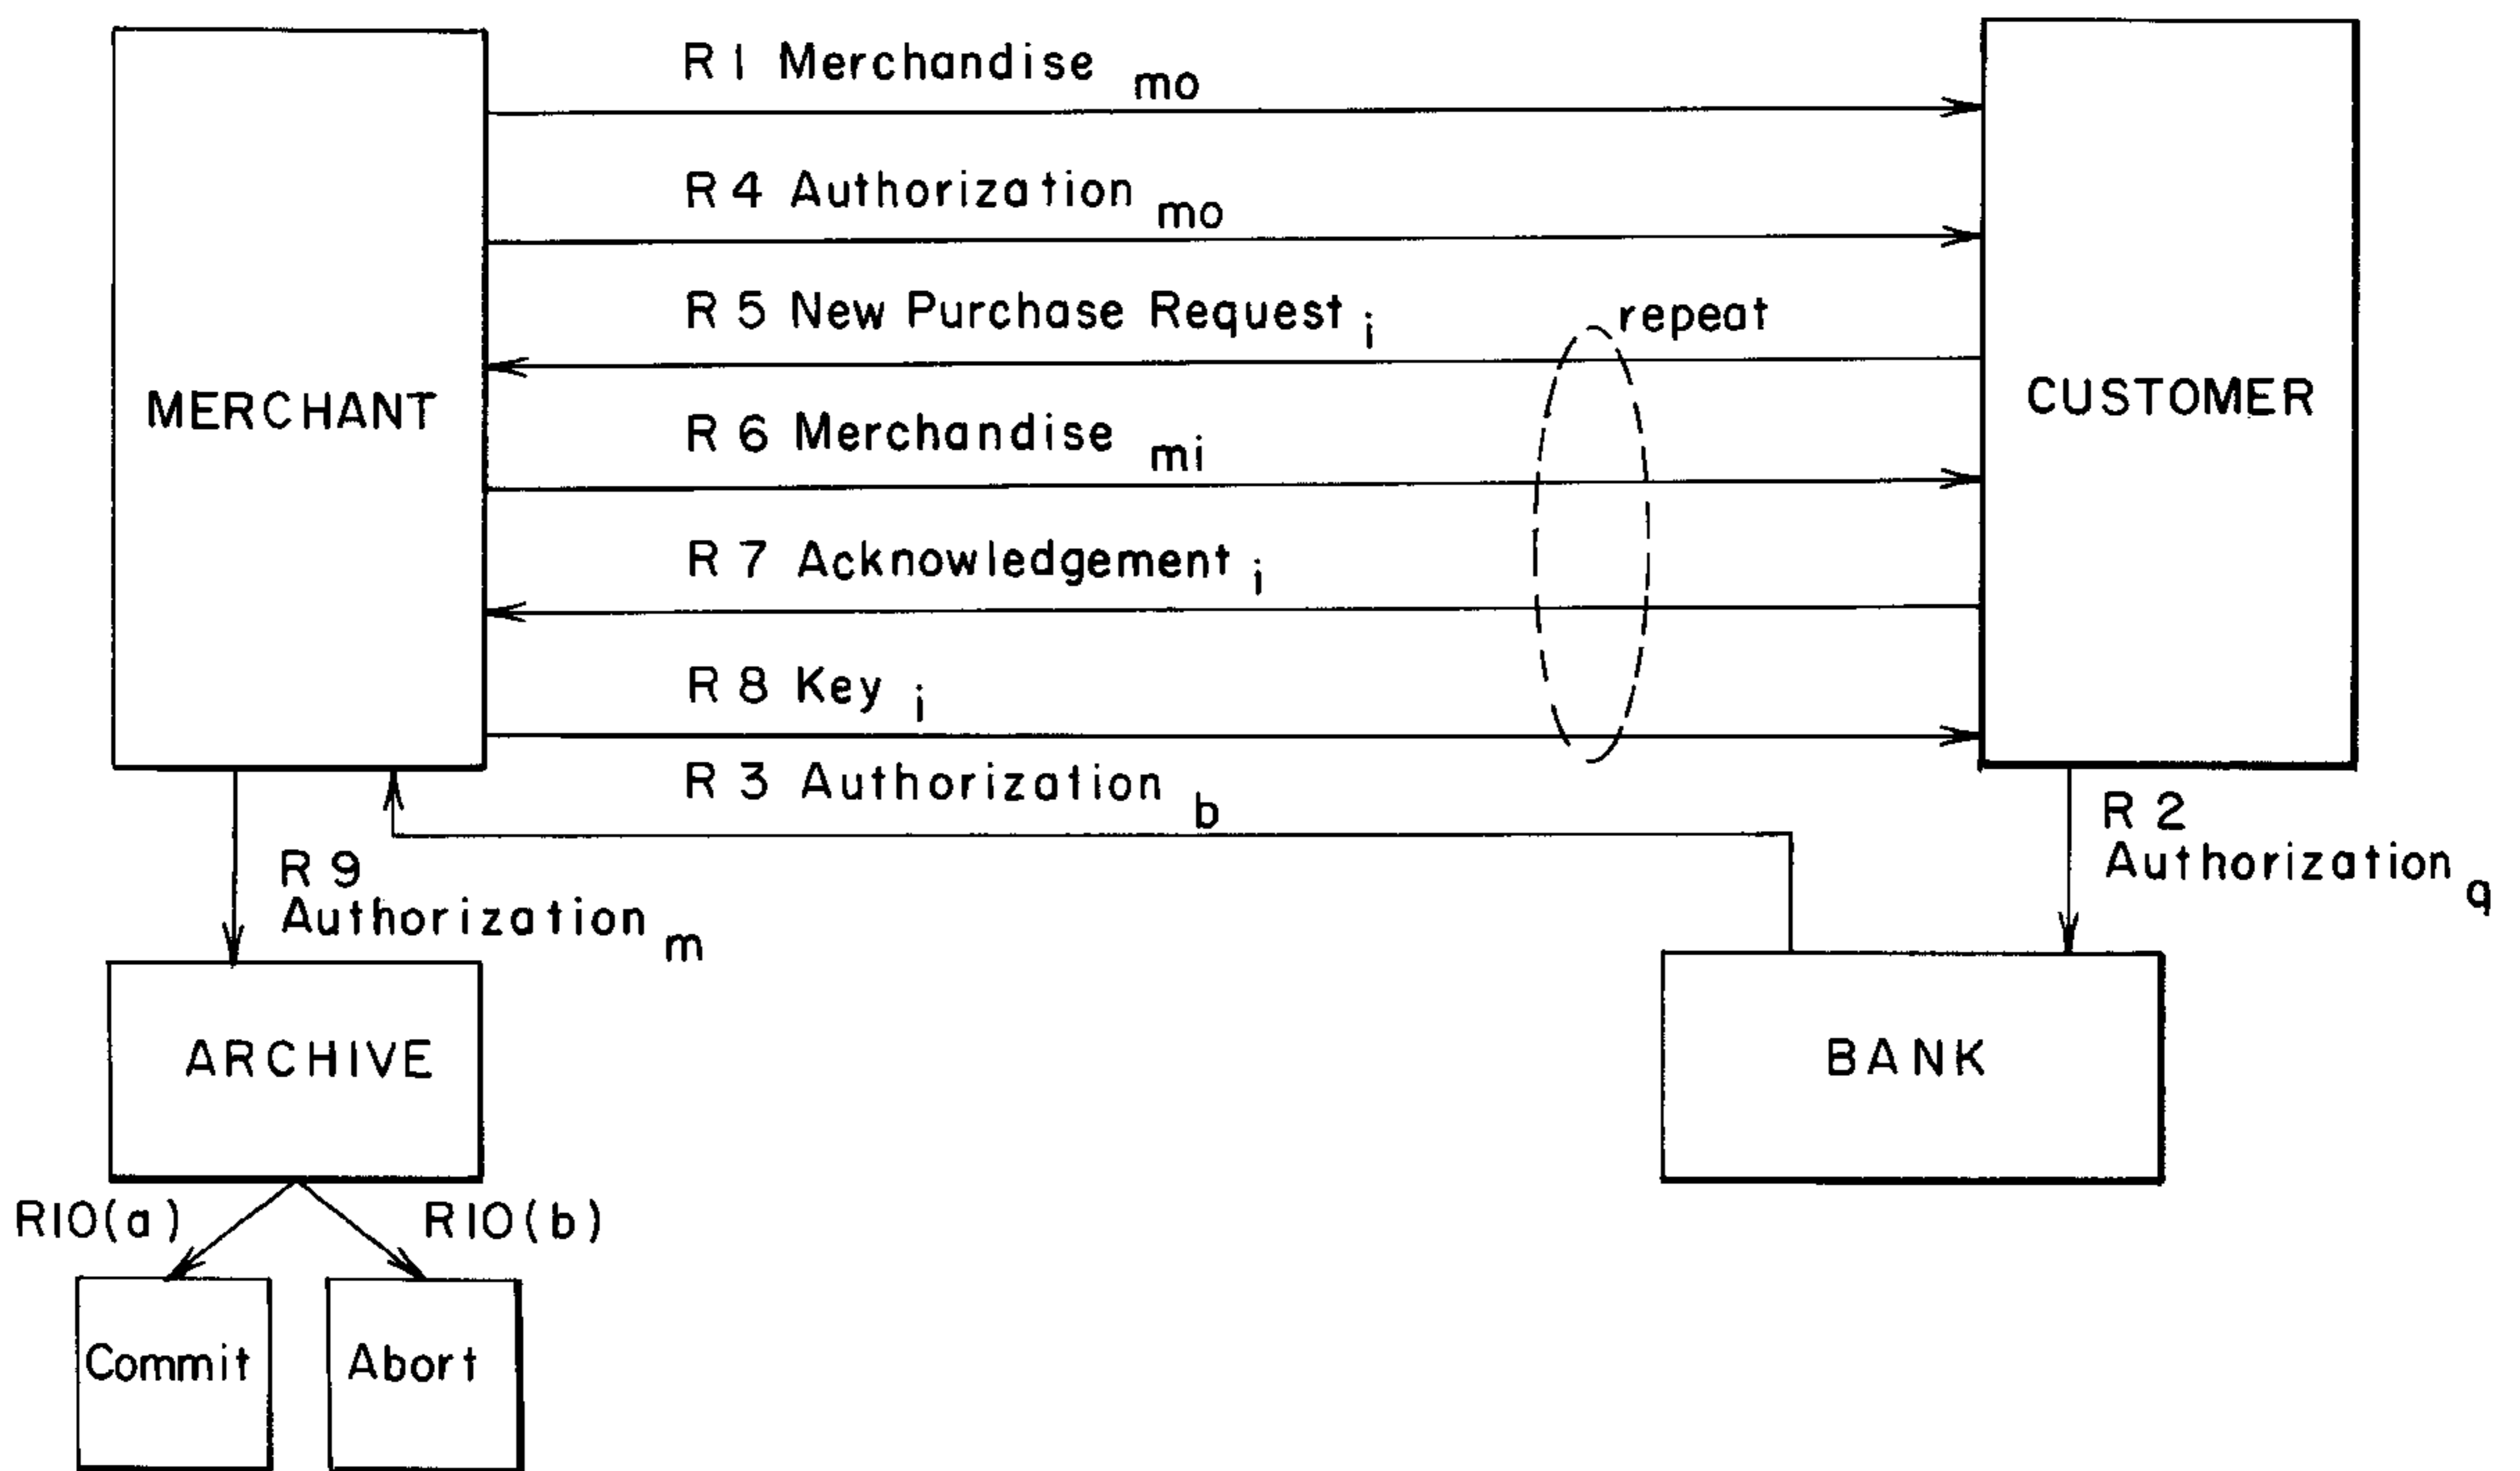 R1 Merchandise mo
R4 Authorization mo
R5 New Purchase Request i
repeat
MERCHANT
CUSTOMER
R6 Merchandise mi
R7 Acknowledgement i
R8 Key i
R3 Authorization b
R2
Authorization q
R9
Authorization m
ARCHIVE
BANK
R10(a)
R10(b)
Commit
Abort